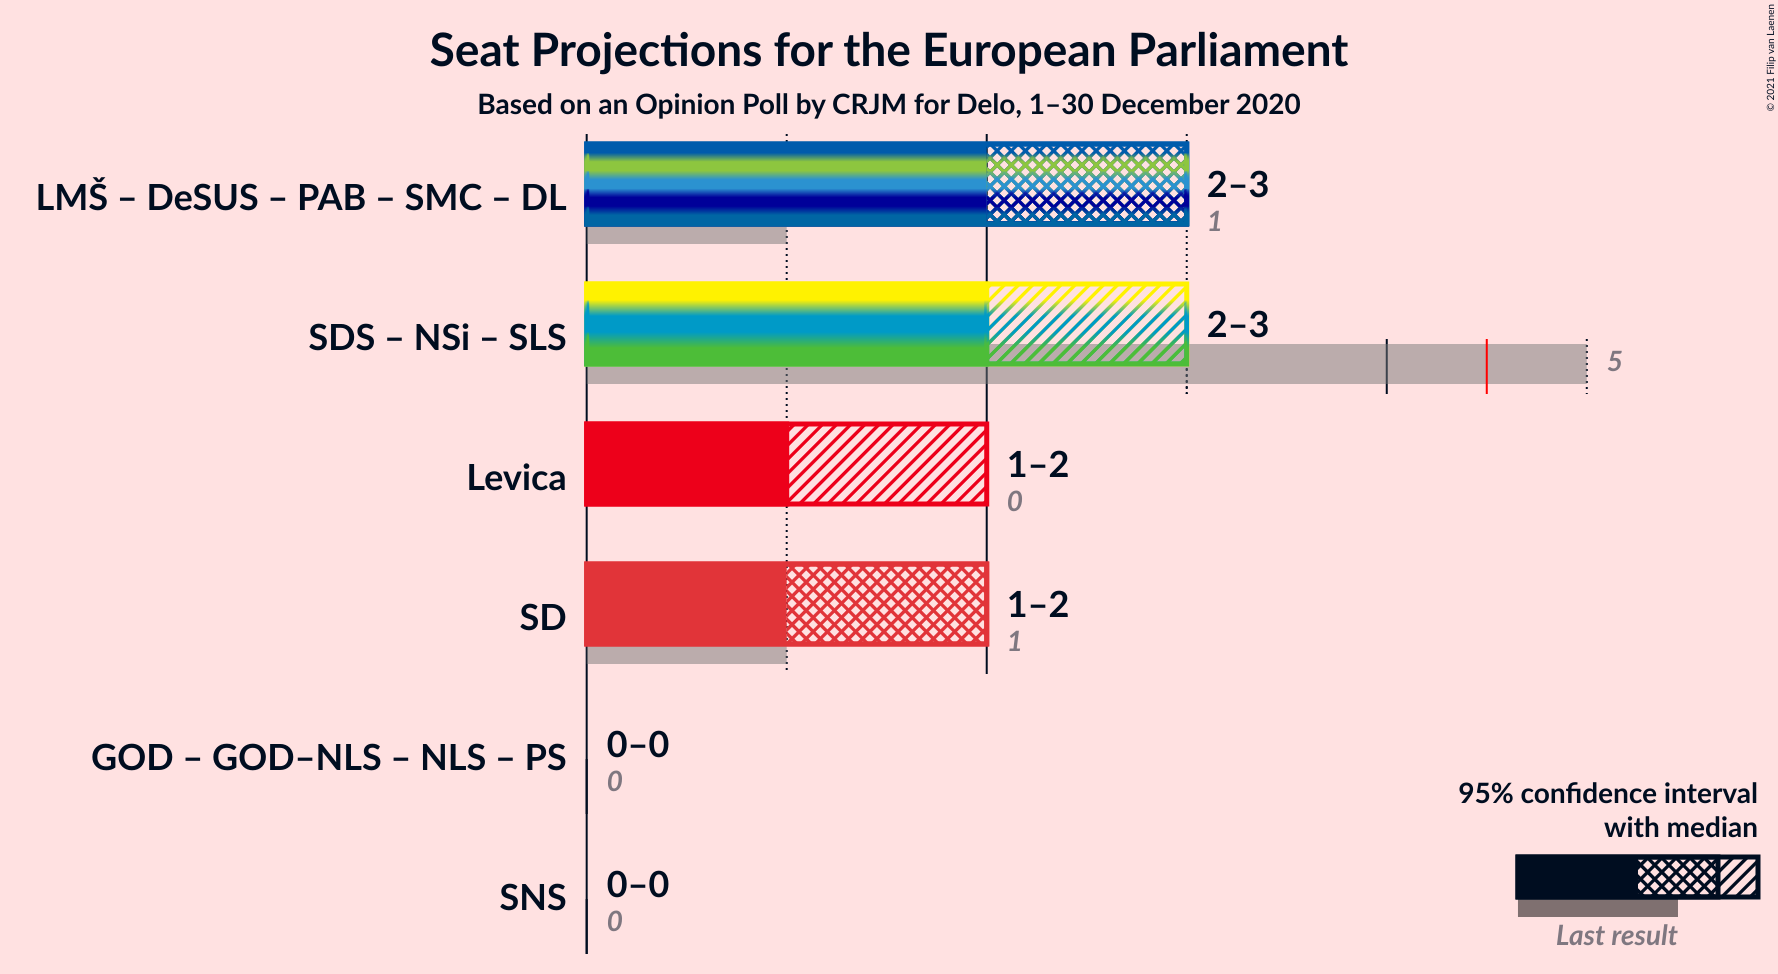 Seat Projections for the European Parliament
Based on an Opinion Poll by CRJM for Delo, 1–30 December 2020
© 2021 Filip van Laenen
LMŠ – DeSUS – PAB – SMC – DL
2–3
1
SDS – NSi – SLS
2–3
5
Levica
1–2
0
SD
1–2
1
GOD – GOD–NLS – NLS – PS
0–0
0
SNS
0–0
0
95% confidence interval
with median
Last result